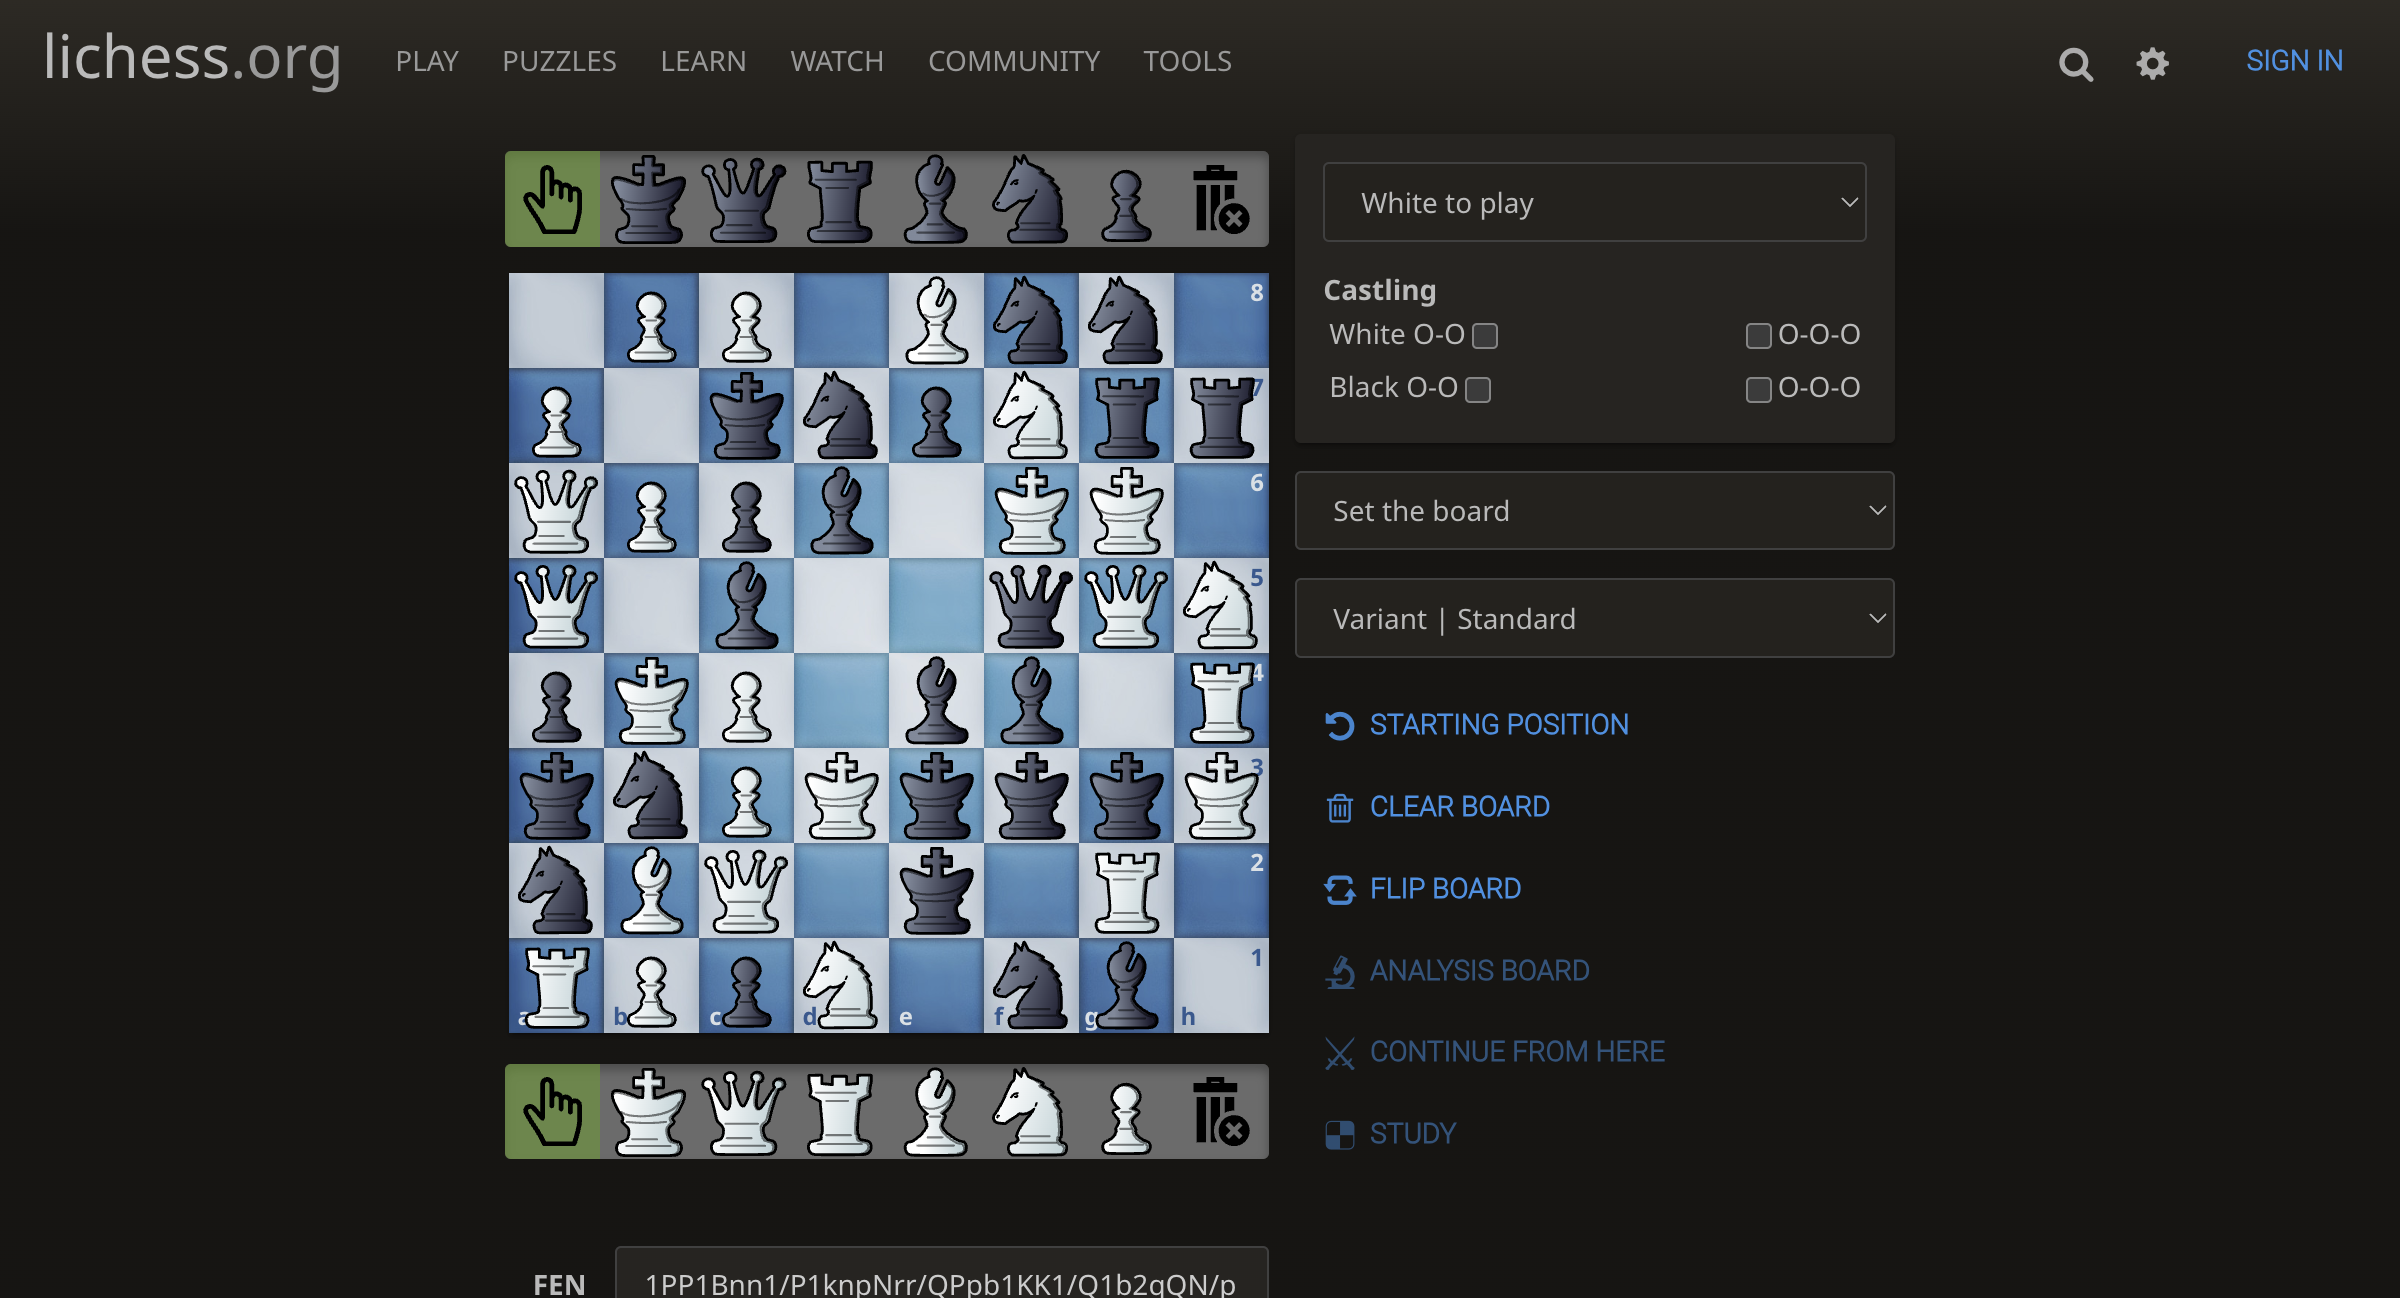 lichess.org PLAY PUZZLES LEARN WATCH COMMUNITY TOOLS SIGN IN
White to play
Castling
White O-O O-O-O
Black O-O O-O-O
Set the board
Variant | Standard
STARTING POSITION
CLEAR BOARD
FLIP BOARD
ANALYSIS BOARD
CONTINUE FROM HERE
STUDY
8
7
6
5
4
3
2
1
a b c d e f g h
FEN 1PP1Bnn1/P1knpNrr/QPpb1KK1/Q1b2qQN/p